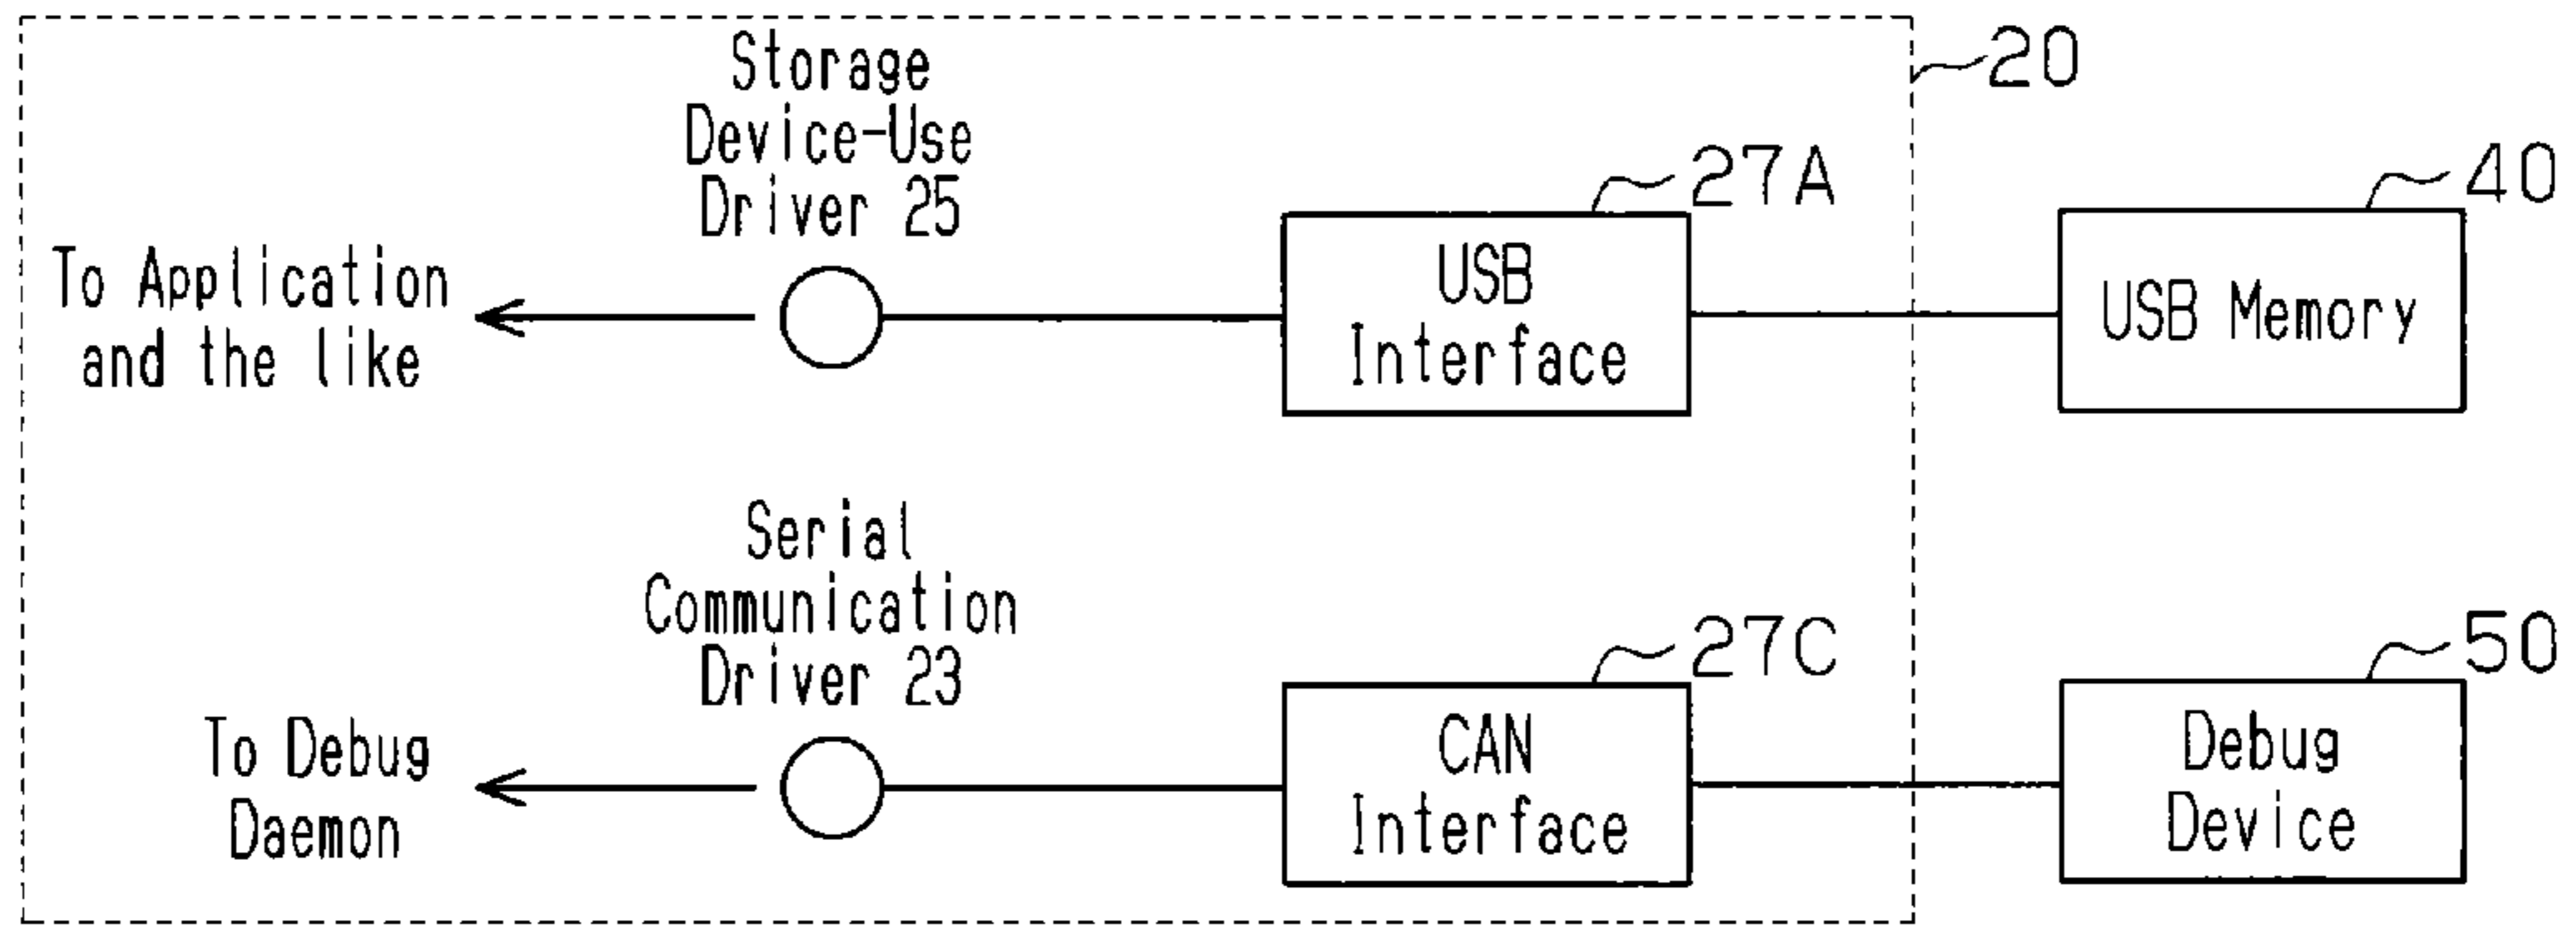 20
Storage
Device-Use
Driver 25
27A
40
To Application
and the like
USB
Interface
USB Memory
Serial
Communication
Driver 23
27C
50
To Debug
Daemon
CAN
Interface
Debug
Device